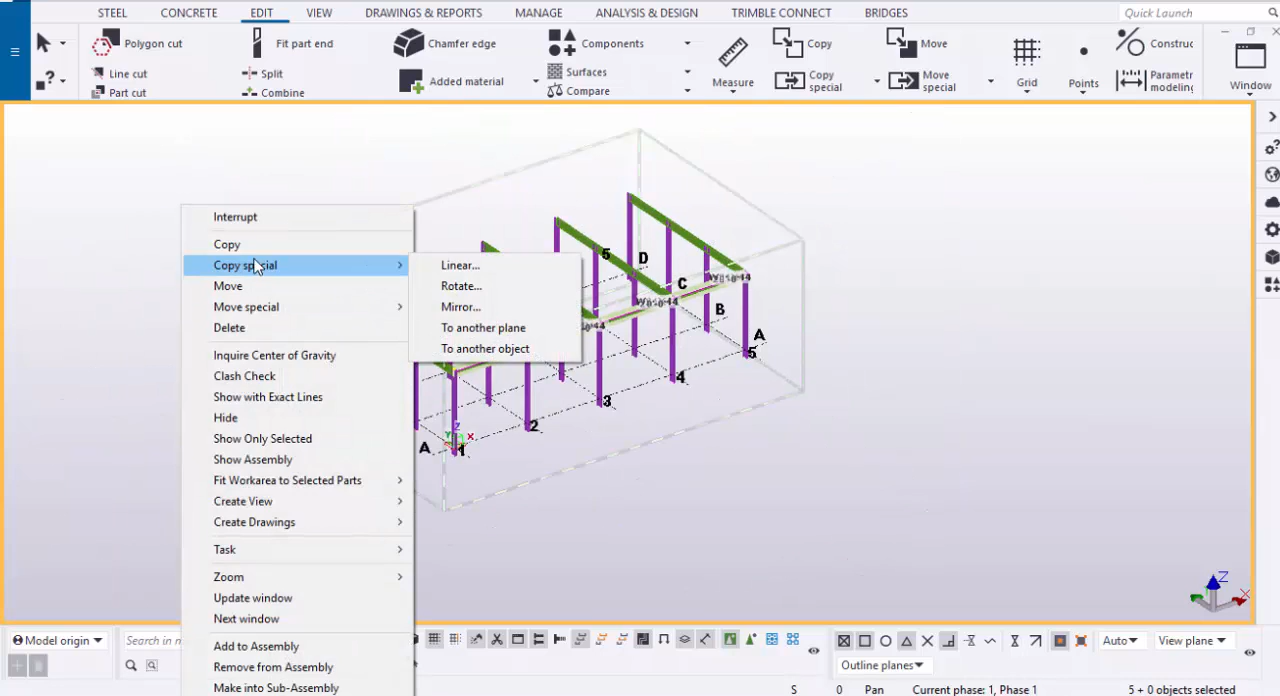 STEEL CONCRETE EDIT VIEW DRAWINGS & REPORTS MANAGE ANALYSIS & DESIGN TRIMBLE CONNECT BRIDGES Quick Launch
Polygon cut
Line cut
Part cut
Fit part end
Split
Combine
Chamfer edge
Added material
Components
Surfaces
Compare
Measure
Copy
Copy special
Move
Move special
Grid
Points
Construc
Parametr
modeling
Window
Interrupt
Copy
Copy special
Move
Move special
Delete
Inquire Center of Gravity
Clash Check
Show with Exact Lines
Hide
Show Only Selected
Show Assembly
Fit Workarea to Selected Parts
Create View
Create Drawings
Task
Zoom
Update window
Next window
Add to Assembly
Remove from Assembly
Make into Sub-Assembly
Linear...
Rotate...
Mirror...
To another plane
To another object
5 D
C
B
A
5
4
3
2
A 1
Z
Y X
Z
X
Model origin
Search in
Auto
View plane
Outline planes
S 0 Pan Current phase: 1, Phase 1 5 + 0 objects selected